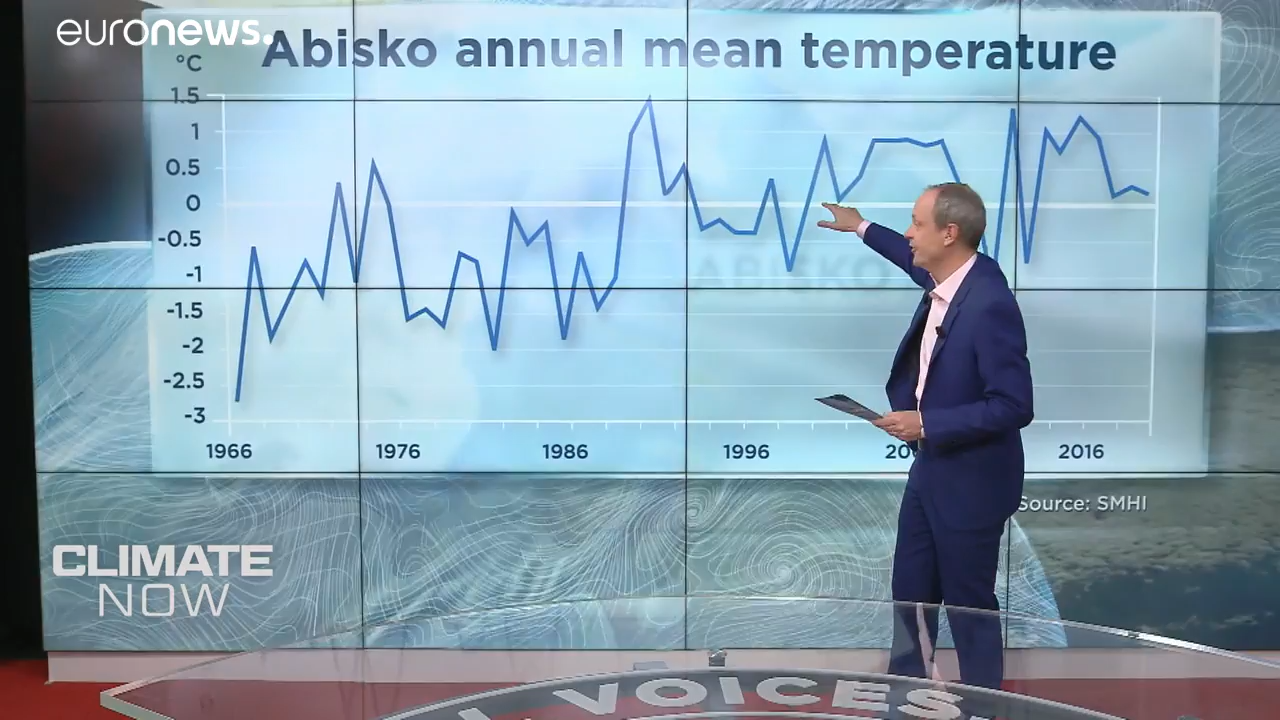 euronews.
Abisko annual mean temperature
°C
1.5
1
0.5
0
-0.5
-1
-1.5
-2
-2.5
-3
ABISKO
1966 1976 1986 1996 2016
Source: SMHI
CLIMATE
NOW
VOICES